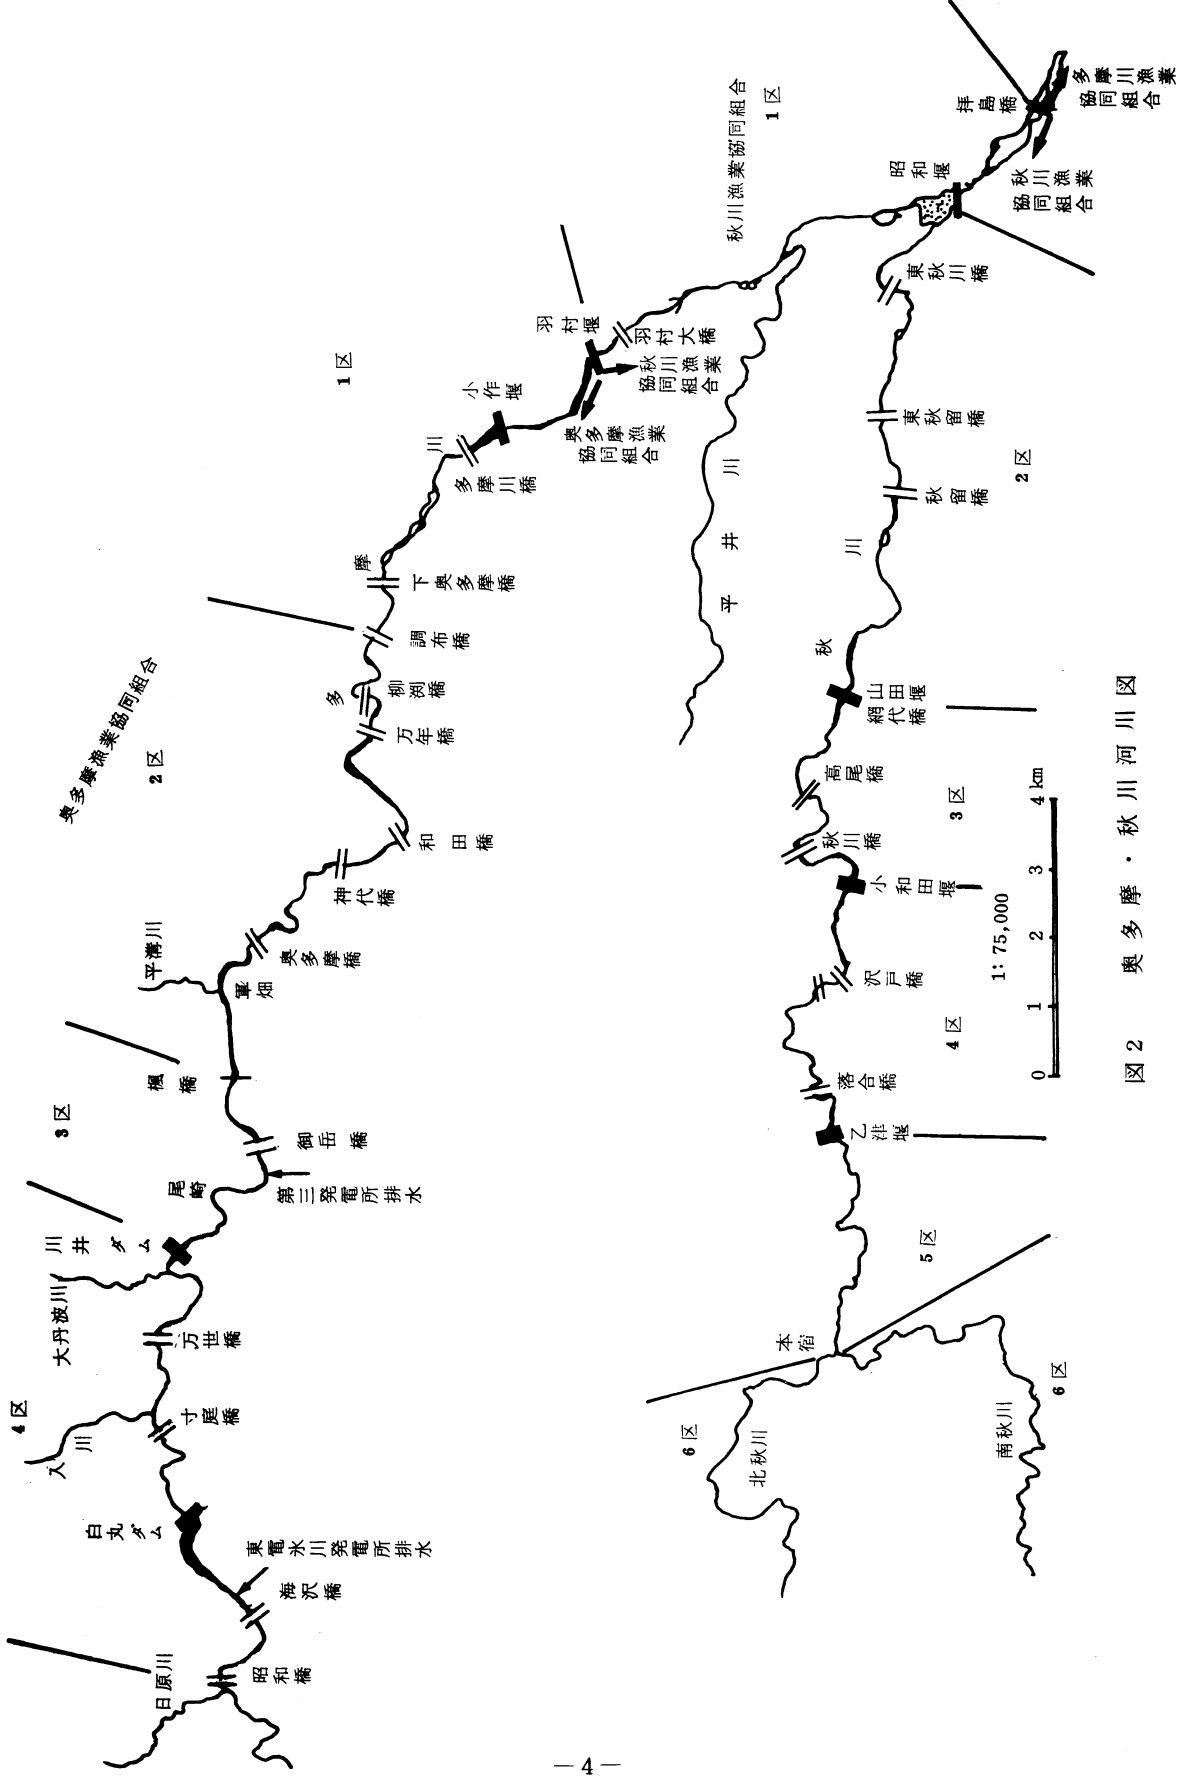 奥多摩漁業協同組合
1区
2区
3区
4区
日原川
昭和橋
海沢橋
東電氷川発電所排水
白丸ダム
入川
寸庭橋
万世橋
大丹波川
川井ダム
尾崎
第三発電所排水
御岳橋
楓橋
軍畑
平溝川
奥多摩橋
神代橋
和田橋
万年橋
柳渕橋
調布橋
下奥多摩橋
多摩川
多摩川橋
小作堰
羽村堰
奥多摩漁業
協同組合
秋川漁業
協同組合
羽村大橋
秋川漁業協同組合
1区
平井川
昭和堰
拝島橋
多摩川漁業
協同組合
秋川漁業
協同組合
東秋川橋
東秋留橋
2区
秋留橋
秋川
山田堰
網代橋
高尾橋
3区
秋川橋
小和田堰
沢戸橋
4区
落合橋
乙津堰
5区
本宿
6区
北秋川
南秋川
6区
1:75,000
0 1 2 3 4km
図2 奥多摩・秋川河川図
—4—